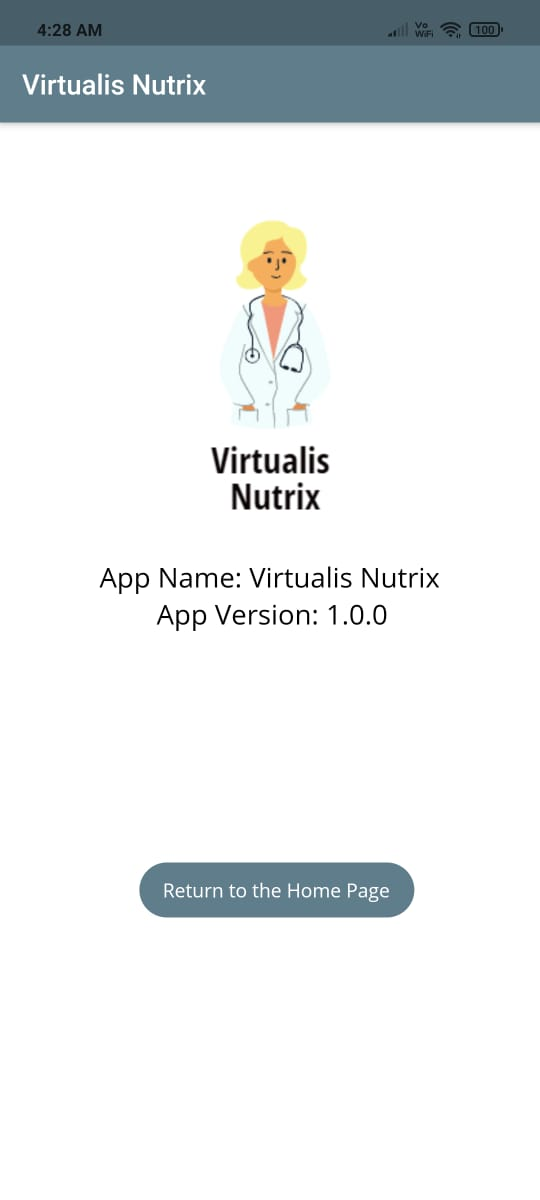 4:28 AM
Vo
WiFi
100
Virtualis Nutrix
Virtualis
Nutrix
App Name: Virtualis Nutrix
App Version: 1.0.0
Return to the Home Page